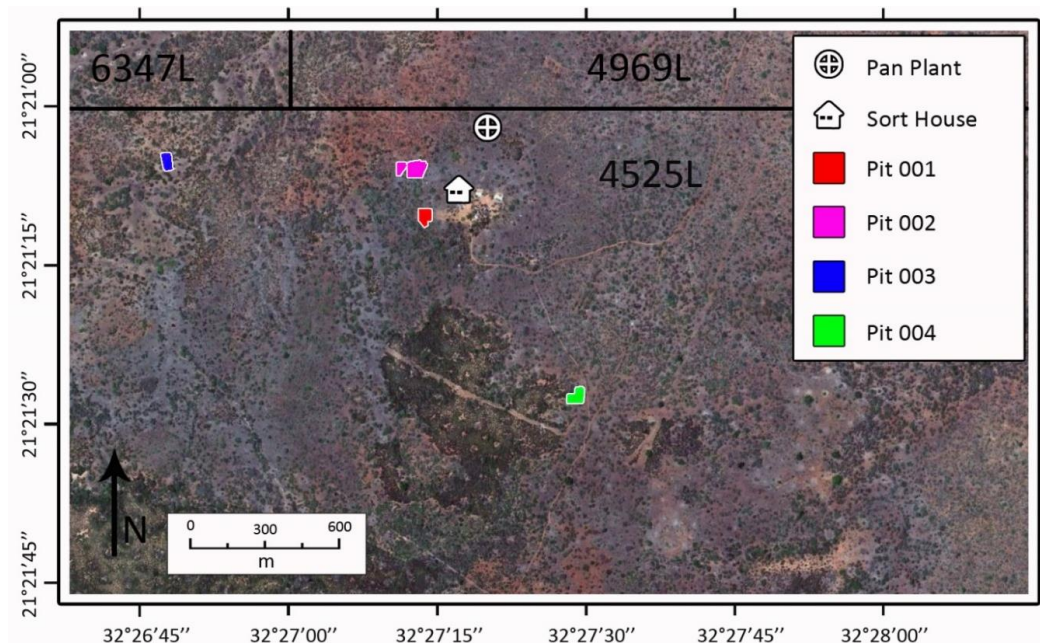 6347L
4969L
4525L
Pan Plant
Sort House
Pit 001
Pit 002
Pit 003
Pit 004
21°21′00″
21°21′15″
21°21′30″
21°21′45″
N
0 300 600
m
32°26′45″
32°27′00″
32°27′15″
32°27′30″
32°27′45″
32°28′00″